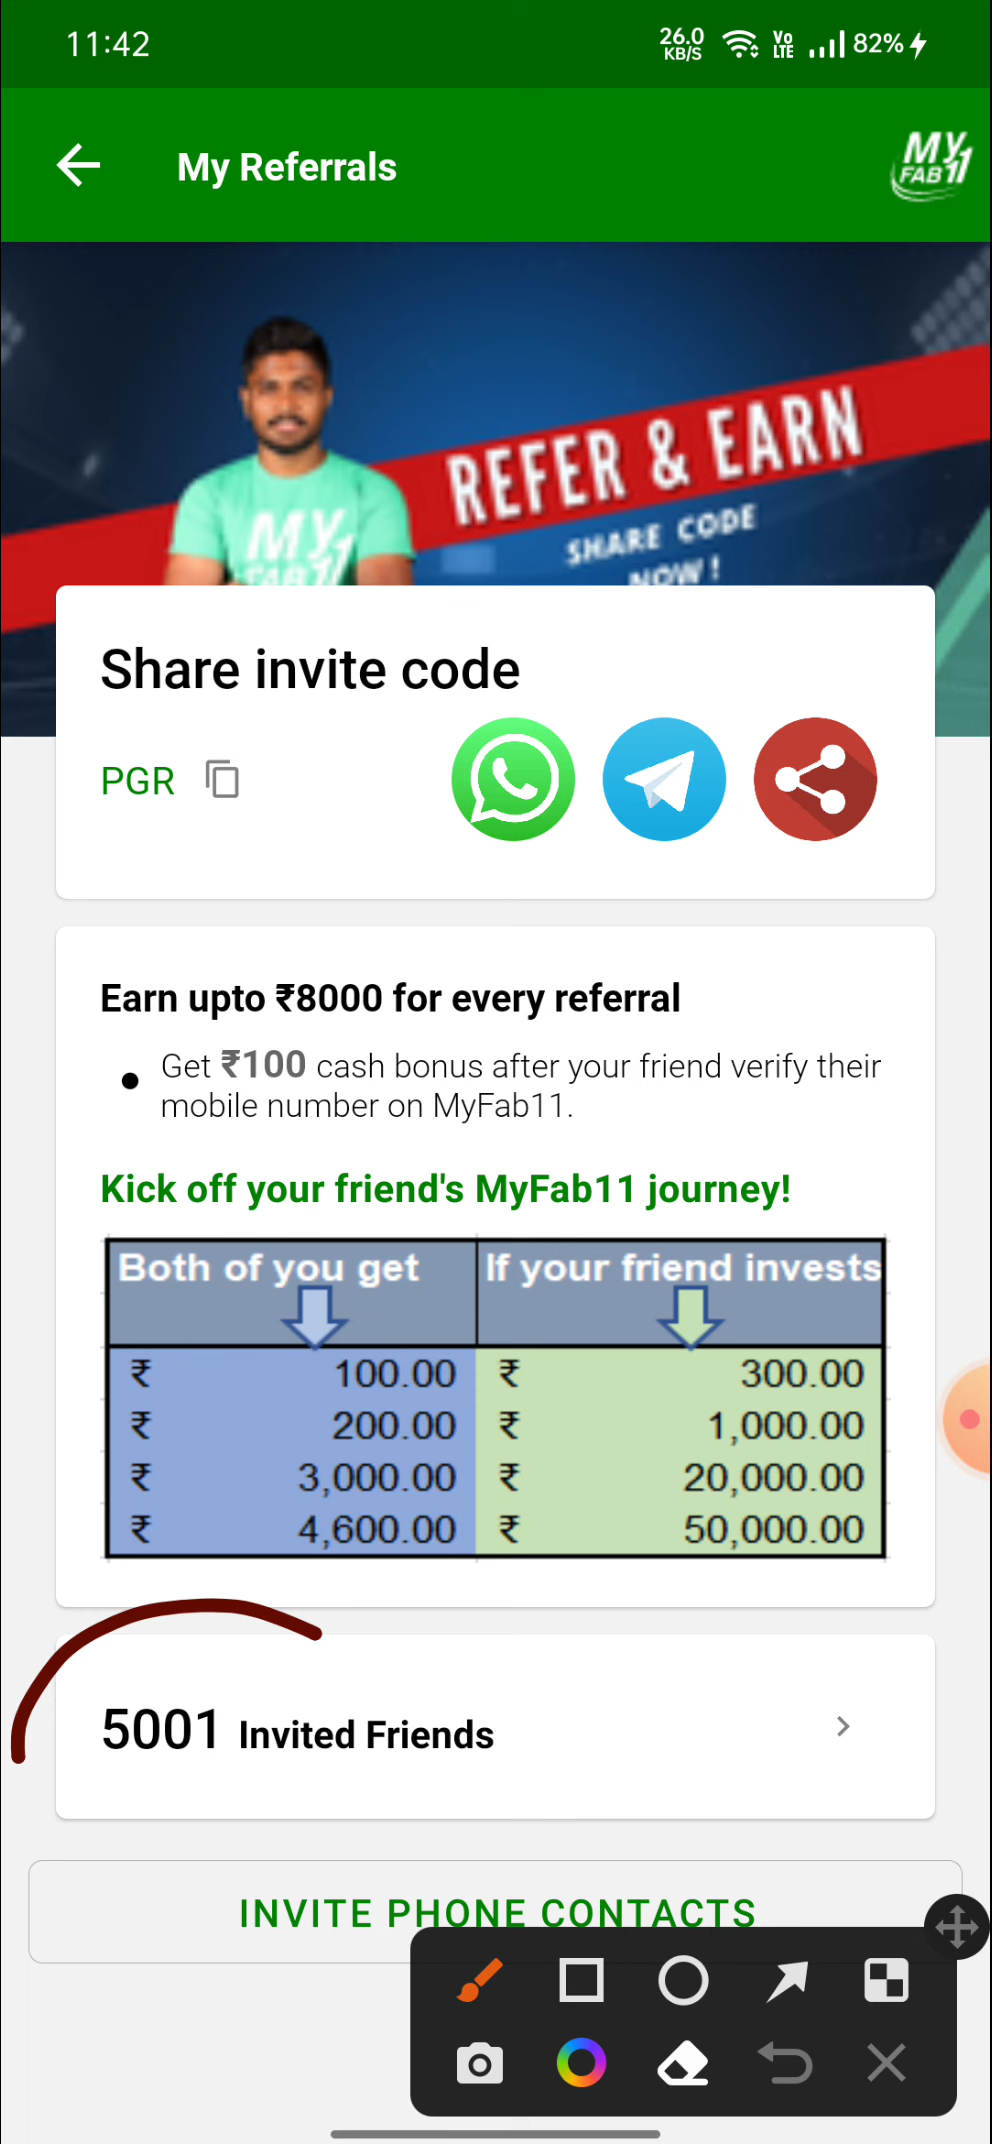 11:42
26.0 KB/S Vo LTE 82%
My Referrals
MY FAB11
REFER & EARN
SHARE CODE
NOW!
MY
FAB11
Share invite code
PGR
Earn upto ₹8000 for every referral
Get ₹100 cash bonus after your friend verify their
mobile number on MyFab11.
Kick off your friend's MyFab11 journey!
Both of you get If your friend invests
₹ 100.00 ₹ 300.00
₹ 200.00 ₹ 1,000.00
₹ 3,000.00 ₹ 20,000.00
₹ 4,600.00 ₹ 50,000.00
5001 Invited Friends
INVITE PHONE CONTACTS